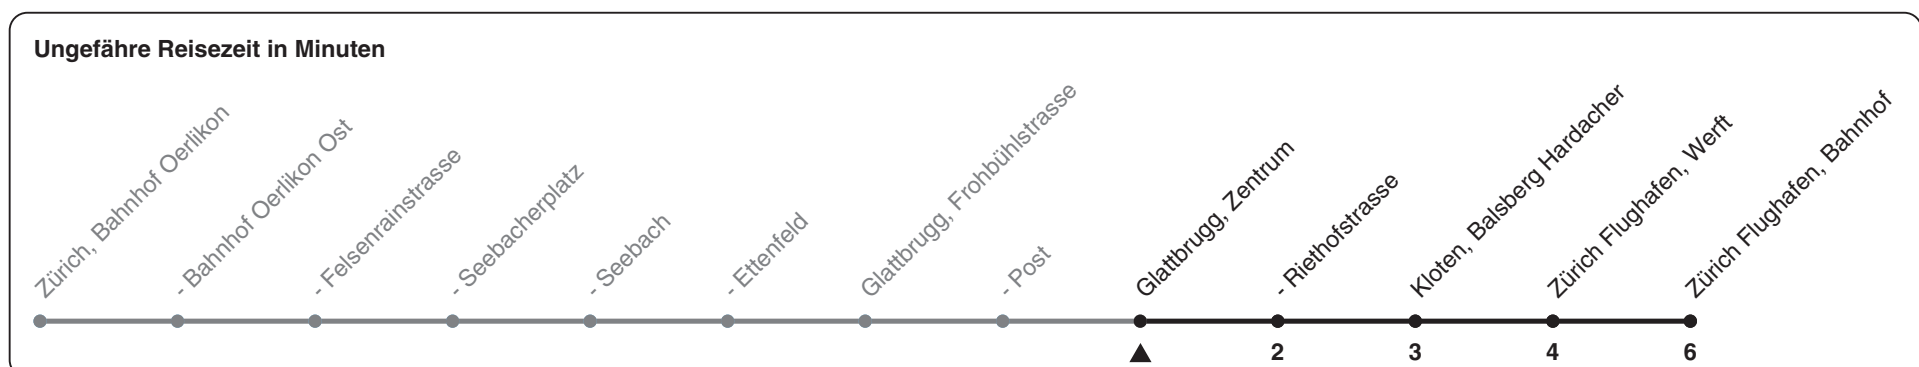 Ungefähre Reisezeit in Minuten
Zürich, Bahnhof Oerlikon
- Bahnhof Oerlikon Ost
- Felsenrainstrasse
- Seebacherplatz
- Seebach
- Ettenfeld
Glattbrugg, Frohbühlstrasse
- Post
Glattbrugg, Zentrum
- Riethofstrasse
Kloten, Balsberg Hardacher
Zürich Flughafen, Werft
Zürich Flughafen, Bahnhof
2 3 4 6